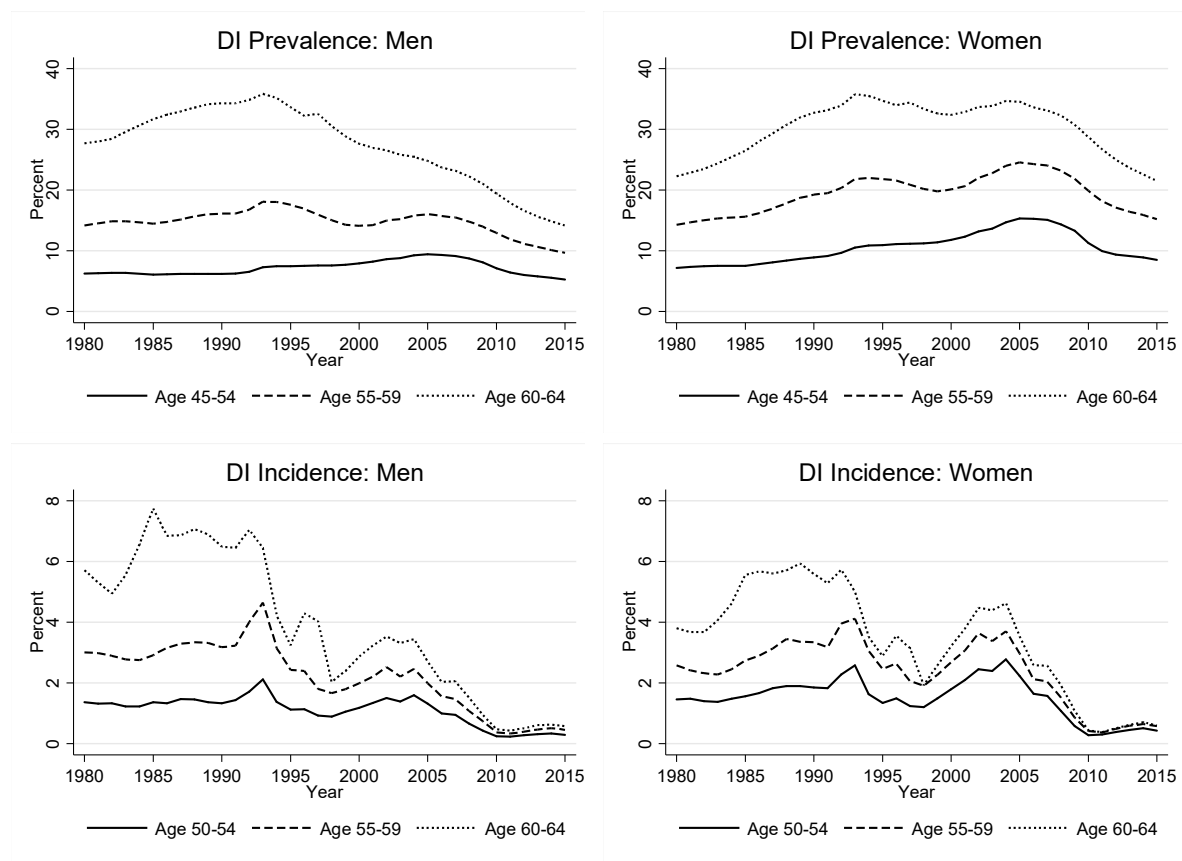 DI Prevalence: Men
40
30
20
10
0
Percent
1980 1985 1990 1995 2000 2005 2010 2015
Year
Age 45-54 Age 55-59 Age 60-64
DI Prevalence: Women
40
30
20
10
0
Percent
1980 1985 1990 1995 2000 2005 2010 2015
Year
Age 45-54 Age 55-59 Age 60-64
DI Incidence: Men
8
6
4
2
0
Percent
1980 1985 1990 1995 2000 2005 2010 2015
Year
Age 50-54 Age 55-59 Age 60-64
DI Incidence: Women
8
6
4
2
0
Percent
1980 1985 1990 1995 2000 2005 2010 2015
Year
Age 50-54 Age 55-59 Age 60-64